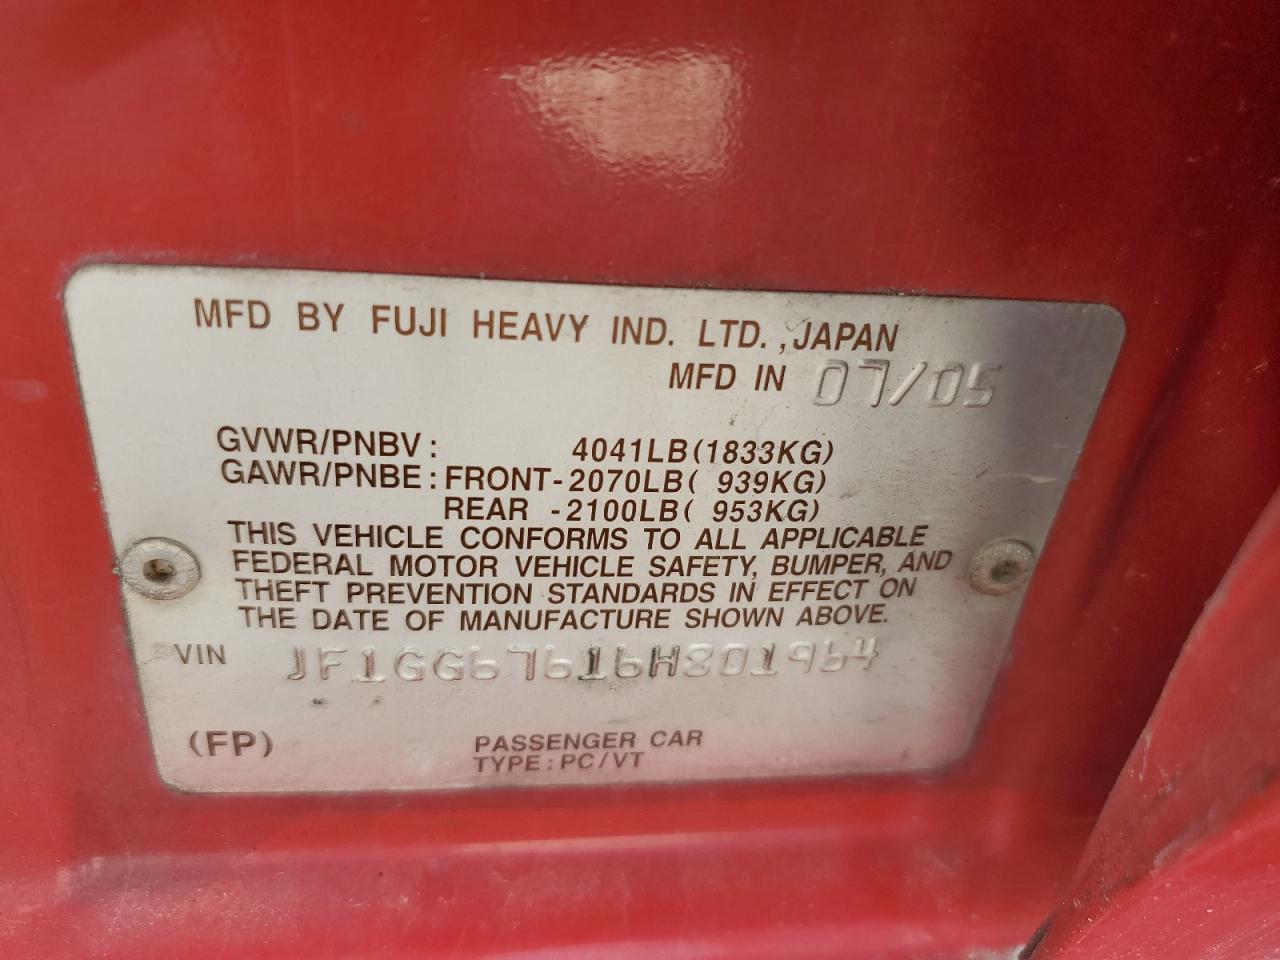 MFD BY FUJI HEAVY IND. LTD., JAPAN
MFD IN 07/05
GVWR/PNBV: 4041LB(1833KG)
GAWR/PNBE: FRONT-2070LB( 939KG)
REAR -2100LB( 953KG)
THIS VEHICLE CONFORMS TO ALL APPLICABLE
FEDERAL MOTOR VEHICLE SAFETY, BUMPER, AND
THEFT PREVENTION STANDARDS IN EFFECT ON
THE DATE OF MANUFACTURE SHOWN ABOVE.
VIN JF1GG67616H801964
(FP) PASSENGER CAR
TYPE: PC/VT